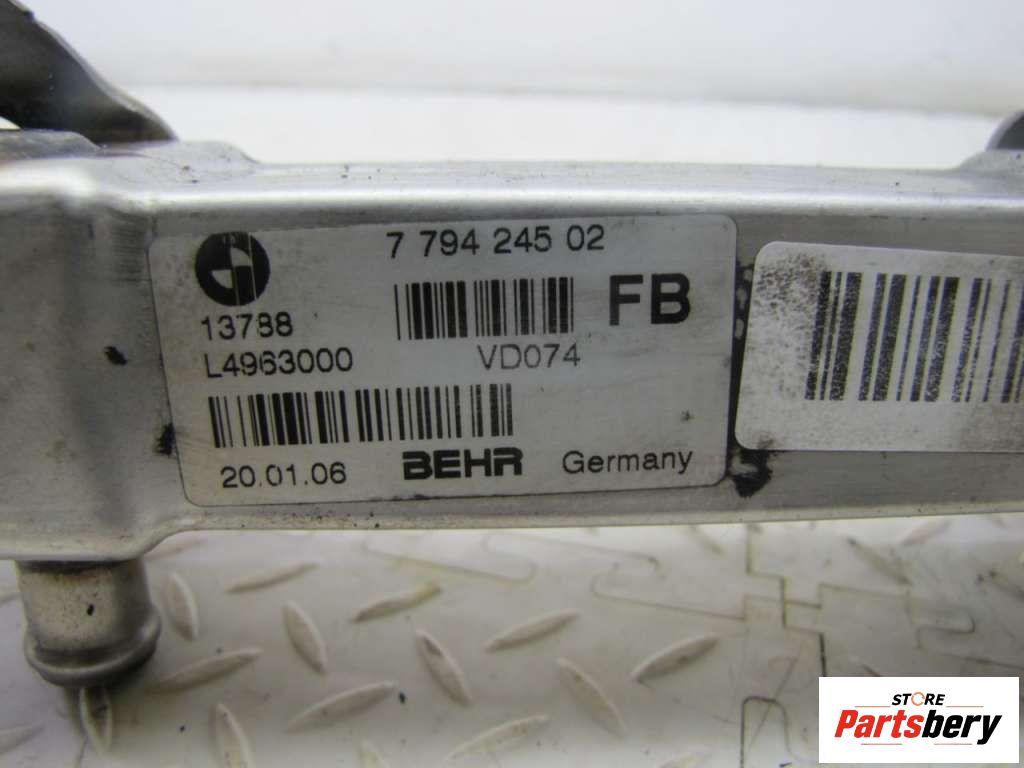 7 794 245 02
FB
13788
L4963000
VD074
20.01.06
BEHR Germany
STORE
Partsbery